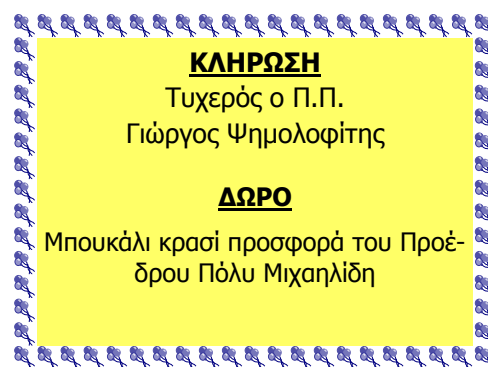 ΚΛΗΡΩΣΗ
Τυχερός ο Π.Π.
Γιώργος Ψημολοφίτης
ΔΩΡΟ
Μπουκάλι κρασί προσφορά του Προέ-
δρου Πόλυ Μιχαηλίδη